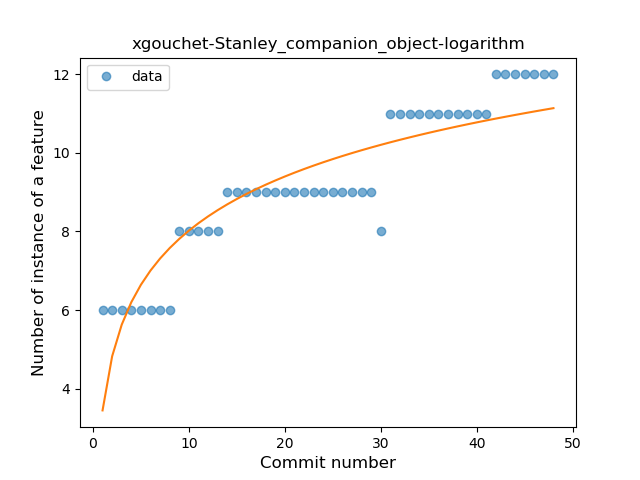 xgouchet-Stanley_companion_object-logarithm
data
Number of instance of a feature
12
10
8
6
4
0
10
20
30
40
50
Commit number